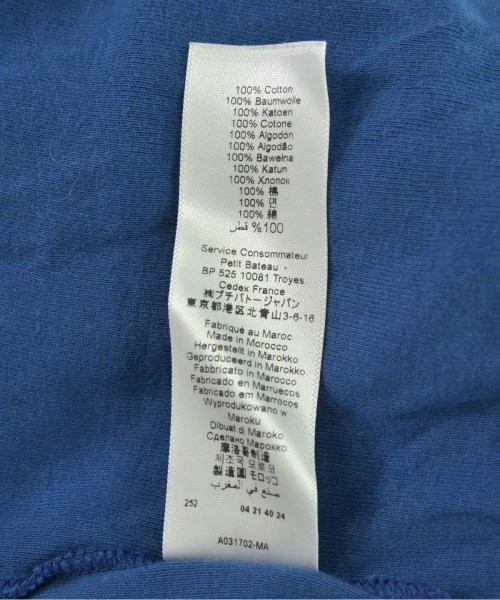 100% Cotton
100% Baumwolle
100% Katoen
100% Cotone
100% Algodón
100% Algodão
100% Bawełna
100% Katun
100% Хлопок
100% 棉
100% 면
100% 綿
100% قطن
Service Consommateur
Petit Bateau -
BP 525 10081 Troyes
Cedex France
㈱プチバトージャパン
東京都港区北青山3-6-16
Fabriqué au Maroc
Made in Morocco
Hergestellt in Marokko
Geproduceerd in Marokko
Fabbricato in Marocco
Fabricado en Marruecos
Fabricado em Marrocos
Wyprodukowano w
Maroku
Dibuat di Maroko
Сделано Марокко
摩洛哥制造
제조국 모로코
製造国 モロッコ
صنع في المغرب
252 04 21 40 24
A031702-MA